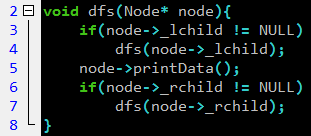 2 void dfs(Node* node){
3 if(node->_lchild != NULL)
4 dfs(node->_lchild);
5 node->printData();
6 if(node->_rchild != NULL)
7 dfs(node->_rchild);
8 }